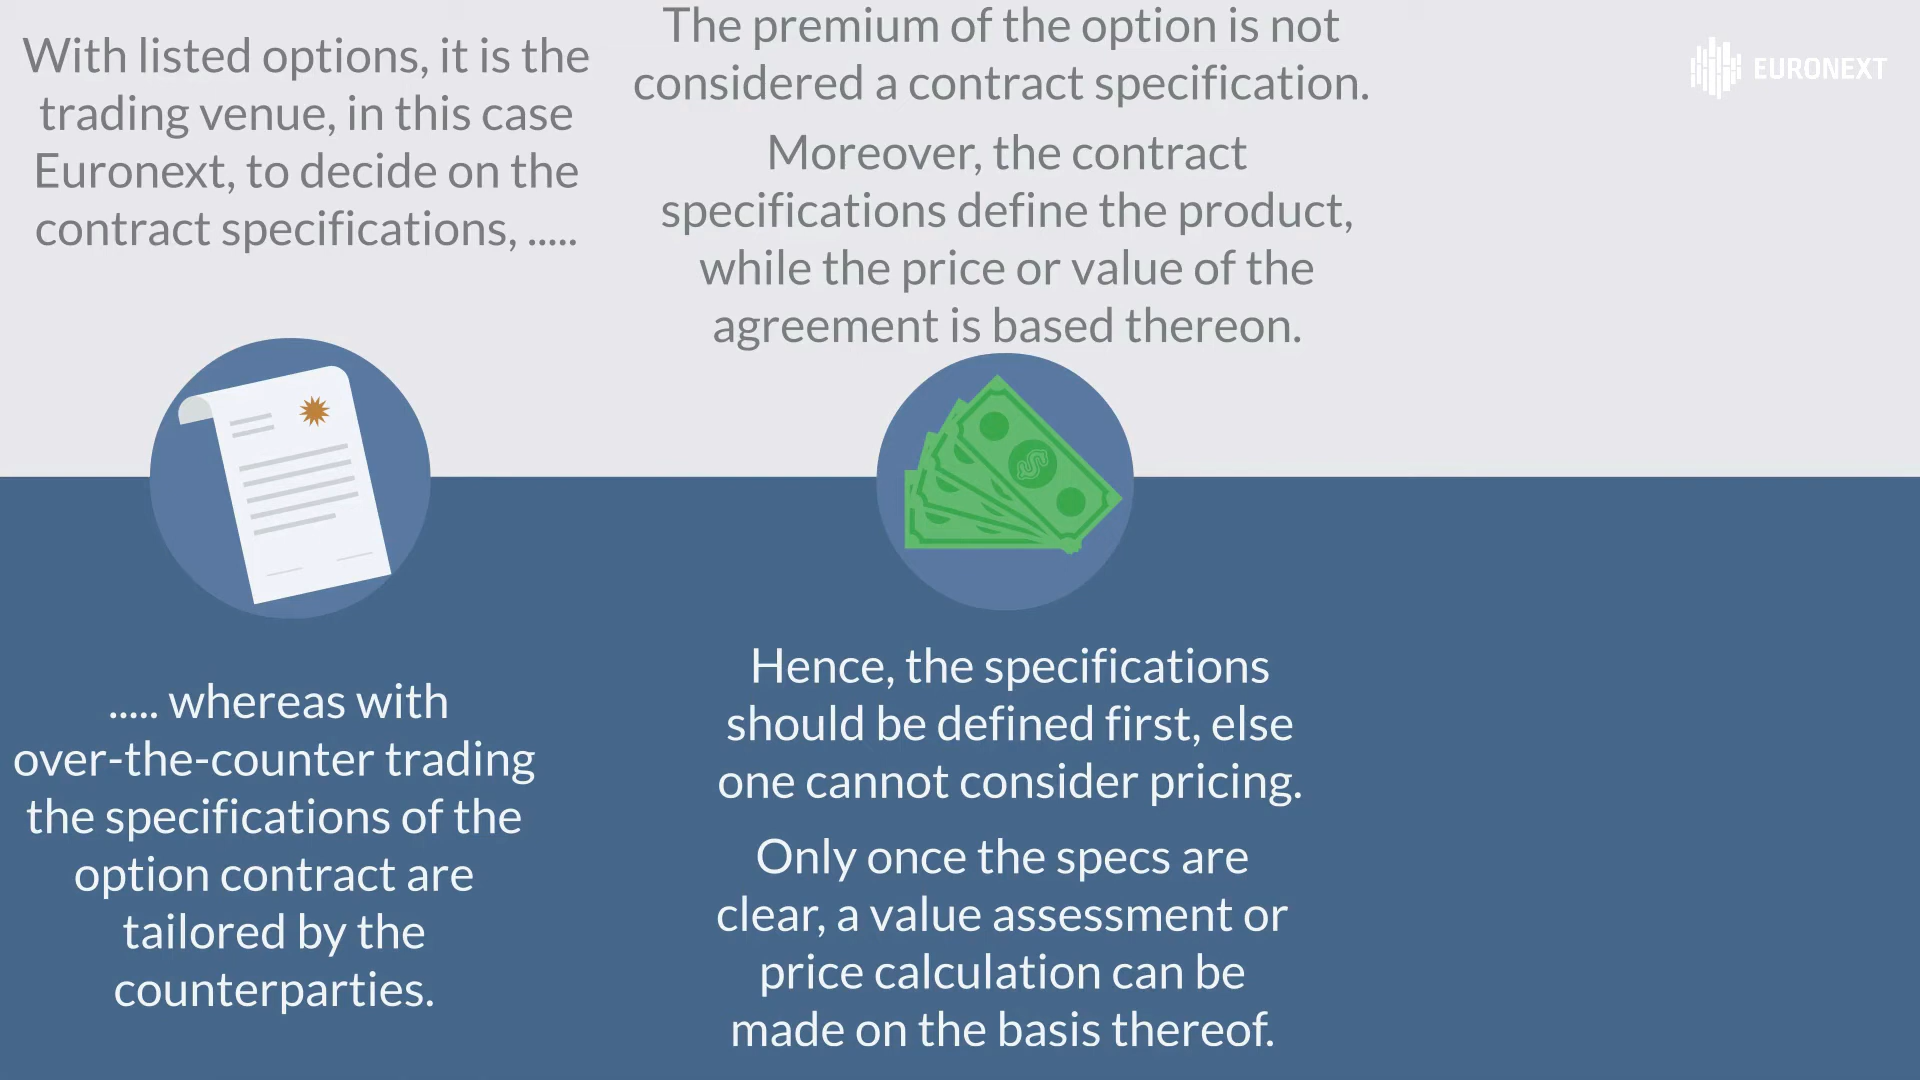 With listed options, it is the
trading venue, in this case
Euronext, to decide on the
contract specifications, .....
..... whereas with
over-the-counter trading
the specifications of the
option contract are
tailored by the
counterparties.
The premium of the option is not
considered a contract specification.
Moreover, the contract
specifications define the product,
while the price or value of the
agreement is based thereon.
Hence, the specifications
should be defined first, else
one cannot consider pricing.
Only once the specs are
clear, a value assessment or
price calculation can be
made on the basis thereof.
EURONEXT